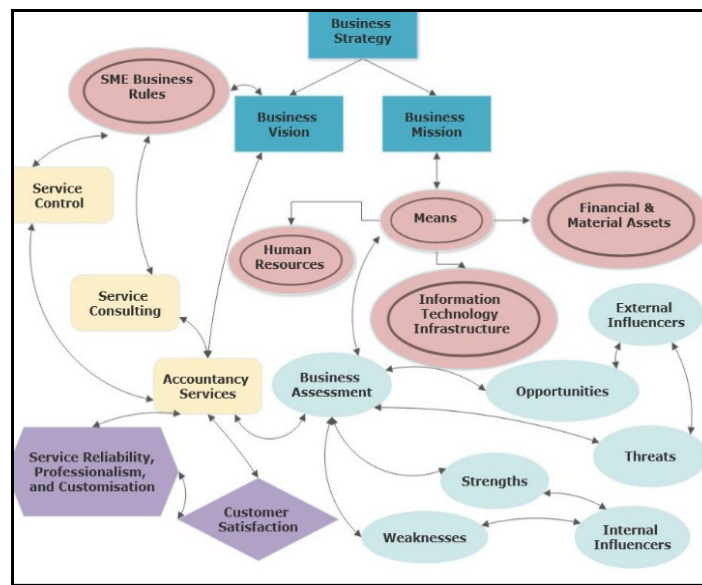 Business
Strategy
SME Business
Rules
Business
Vision
Business
Mission
Service
Control
Means
Financial &
Material Assets
Human
Resources
Service
Consulting
Information
Technology
Infrastructure
External
Influencers
Accountancy
Services
Business
Assessment
Opportunities
Service Reliability,
Professionalism,
and Customisation
Threats
Strengths
Customer
Satisfaction
Weaknesses
Internal
Influencers